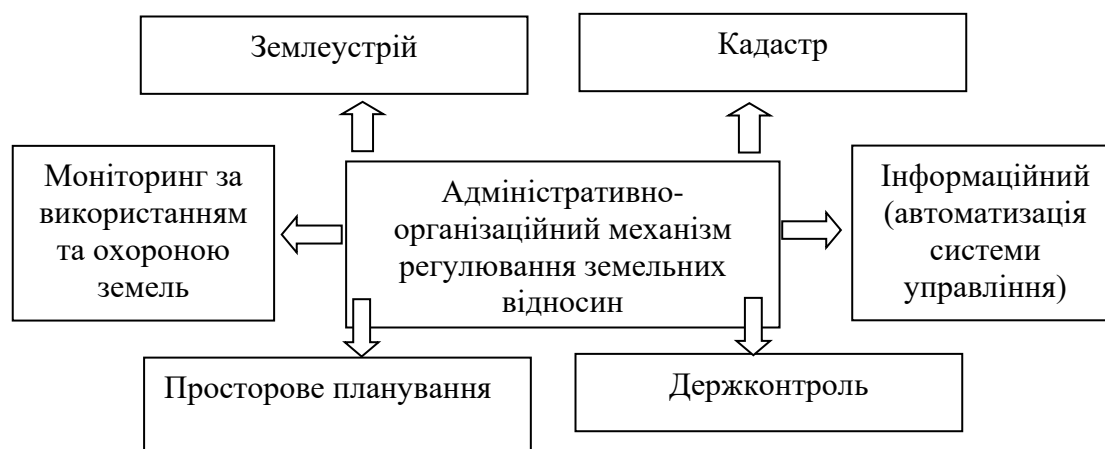 Землеустрій
Кадастр
Моніторинг за
використанням
та охороною
земель
Адміністративно-
організаційний механізм
регулювання земельних
відносин
Інформаційний
(автоматизація
системи
управління)
Просторове планування
Держконтроль